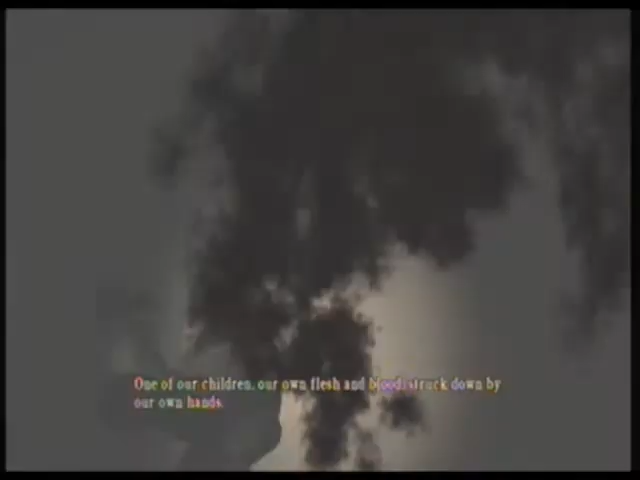 One of our children, our own flesh and blood, struck down by
our own hands.